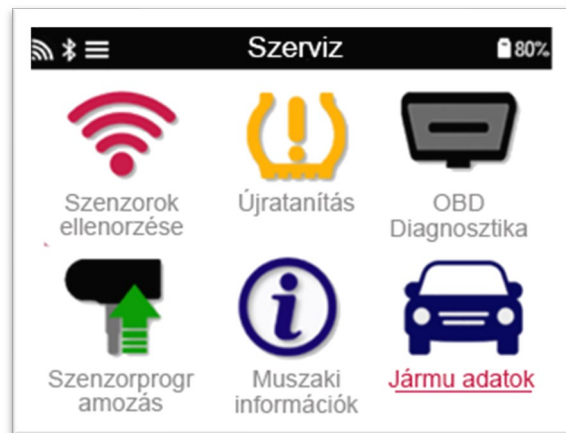 Szerviz
80%
Szenzorok
ellenorzése
Újratanítás
OBD
Diagnosztika
Szenzorprogr
amozás
Muszaki
információk
Jármu adatok